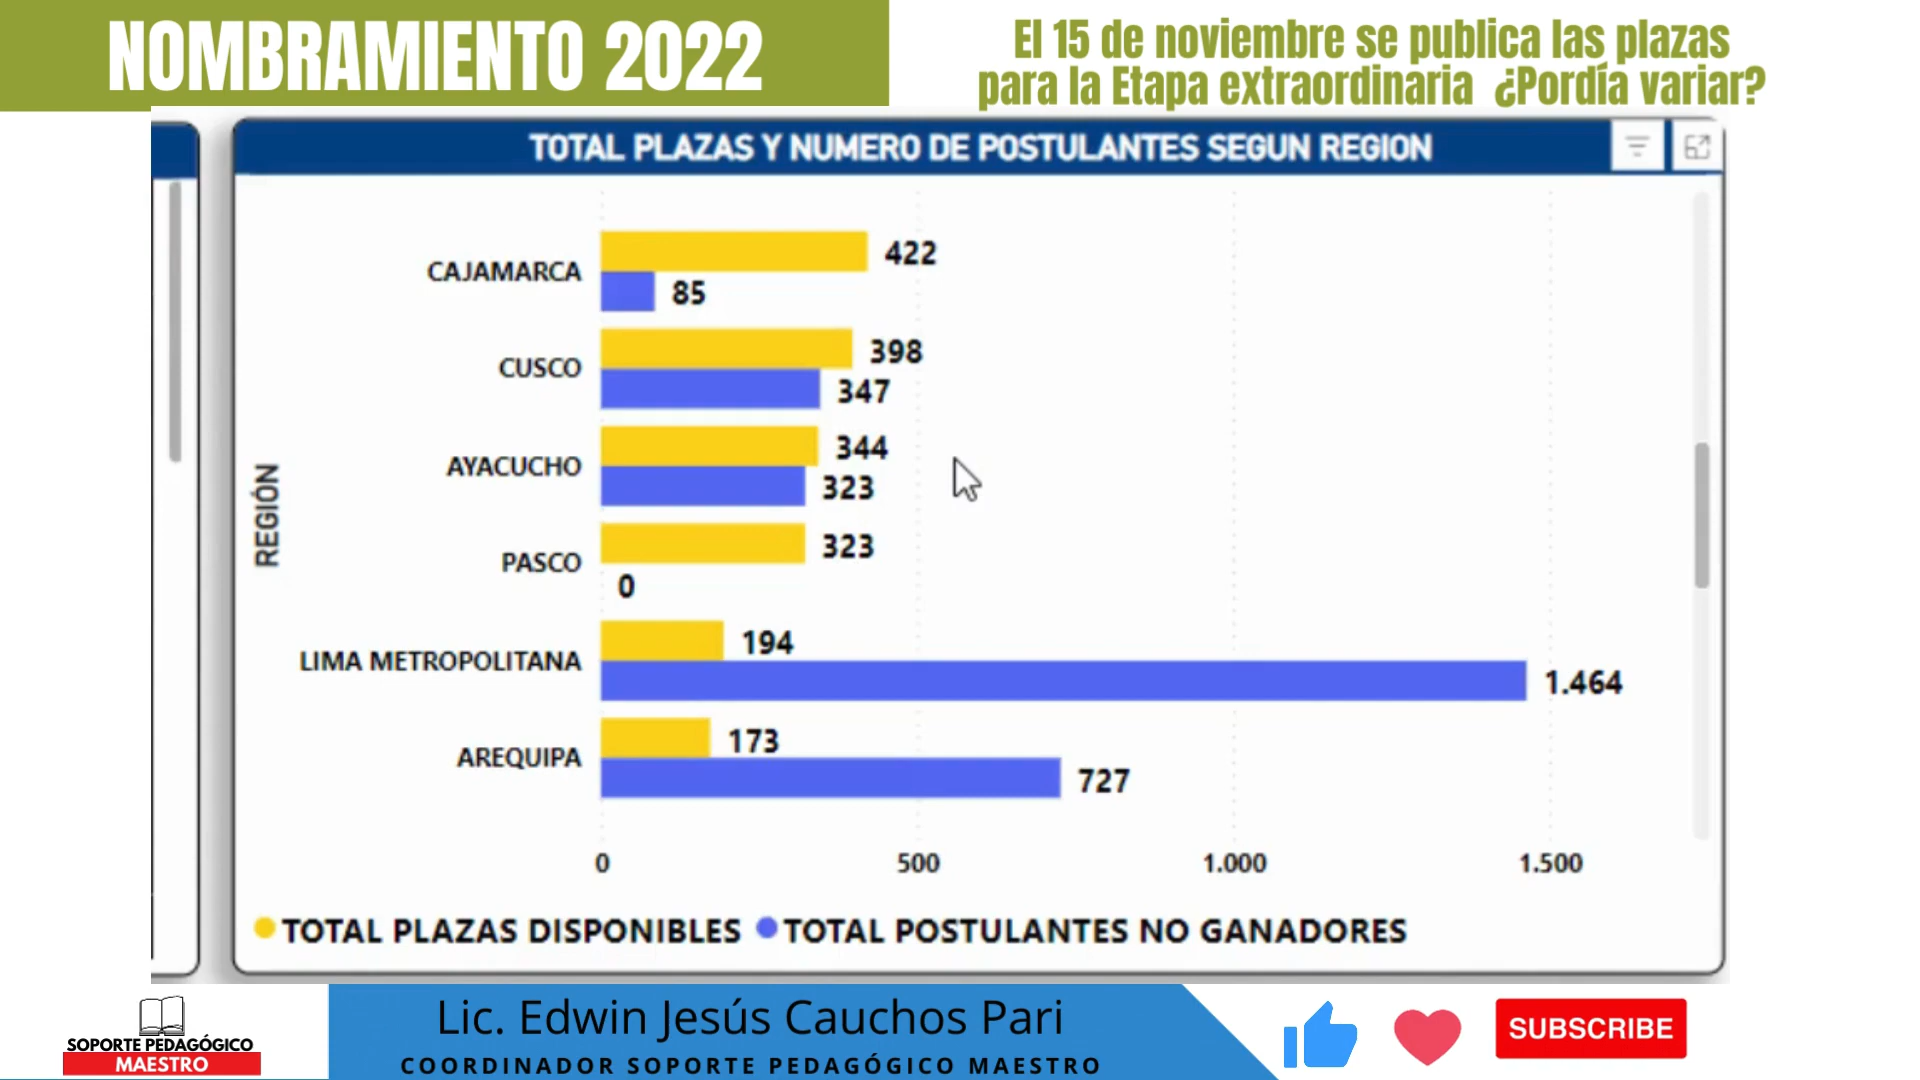 NOMBRAMIENTO 2022
El 15 de noviembre se publica las plazas
para la Etapa extraordinaria ¿Pordía variar?
TOTAL PLAZAS Y NUMERO DE POSTULANTES SEGUN REGION
REGIÓN
CAJAMARCA
422
85
CUSCO
398
347
AYACUCHO
344
323
PASCO
323
0
LIMA METROPOLITANA
194
1.464
AREQUIPA
173
727
0 500 1.000 1.500
TOTAL PLAZAS DISPONIBLES TOTAL POSTULANTES NO GANADORES
SOPORTE PEDAGÓGICO
MAESTRO
Lic. Edwin Jesús Cauchos Pari
COORDINADOR SOPORTE PEDAGÓGICO MAESTRO
SUBSCRIBE